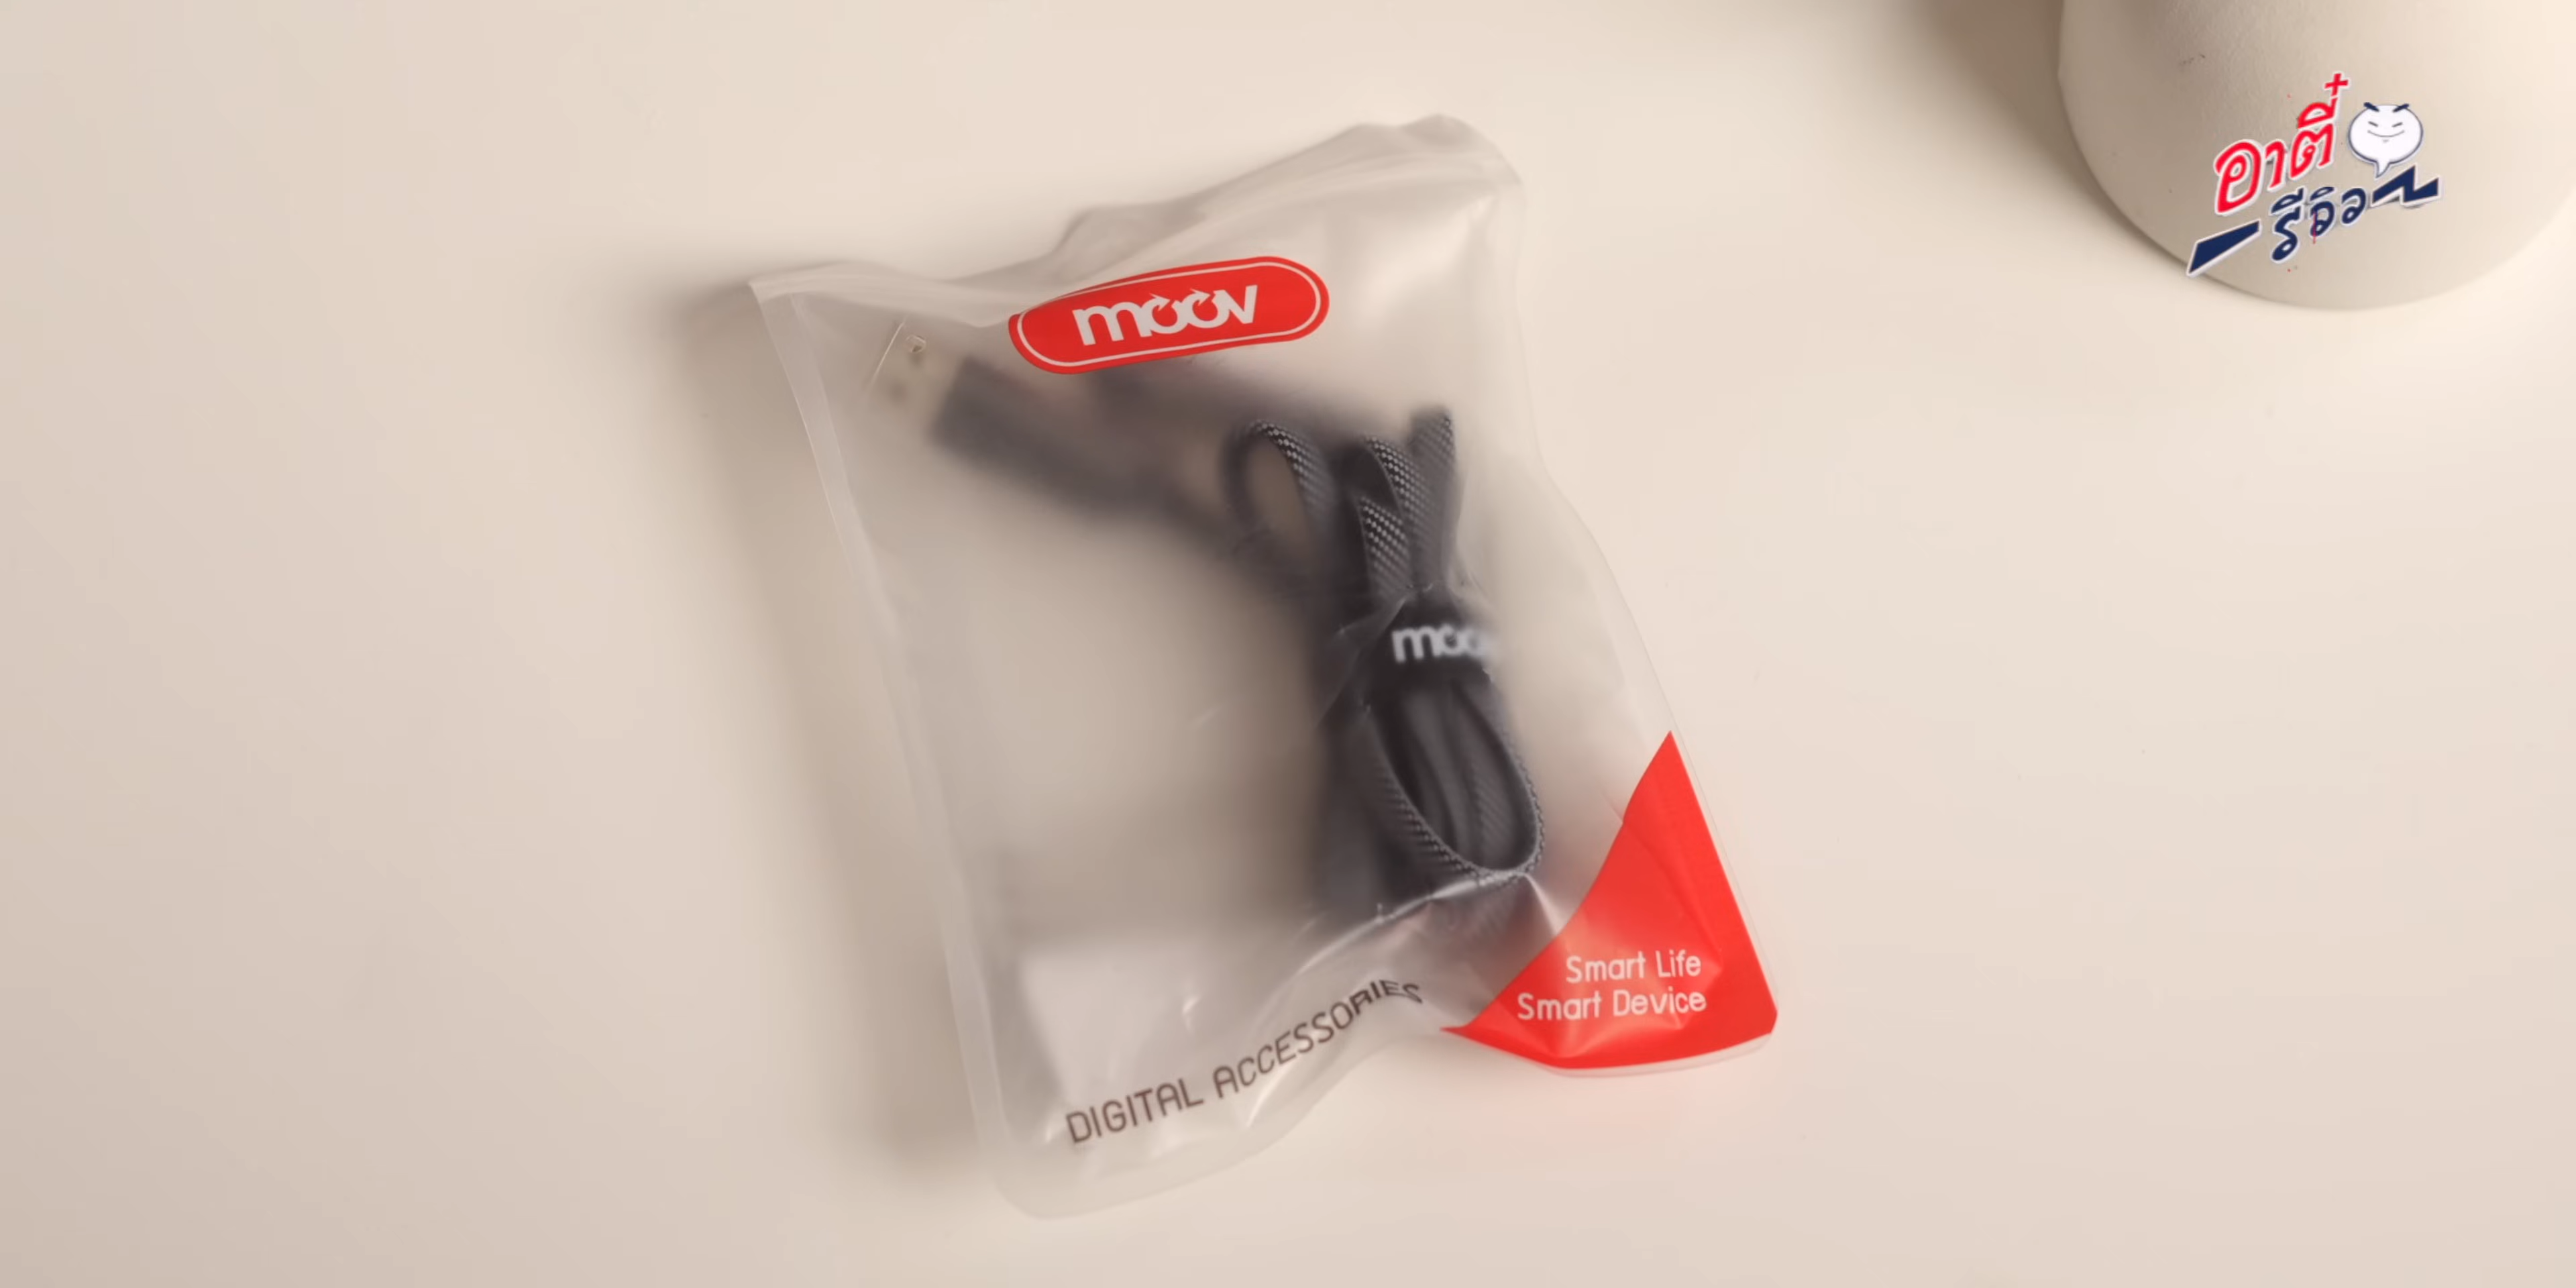 moov
อาตี๋
รีวิว
moov
Smart Life
Smart Device
DIGITAL ACCESSORIES